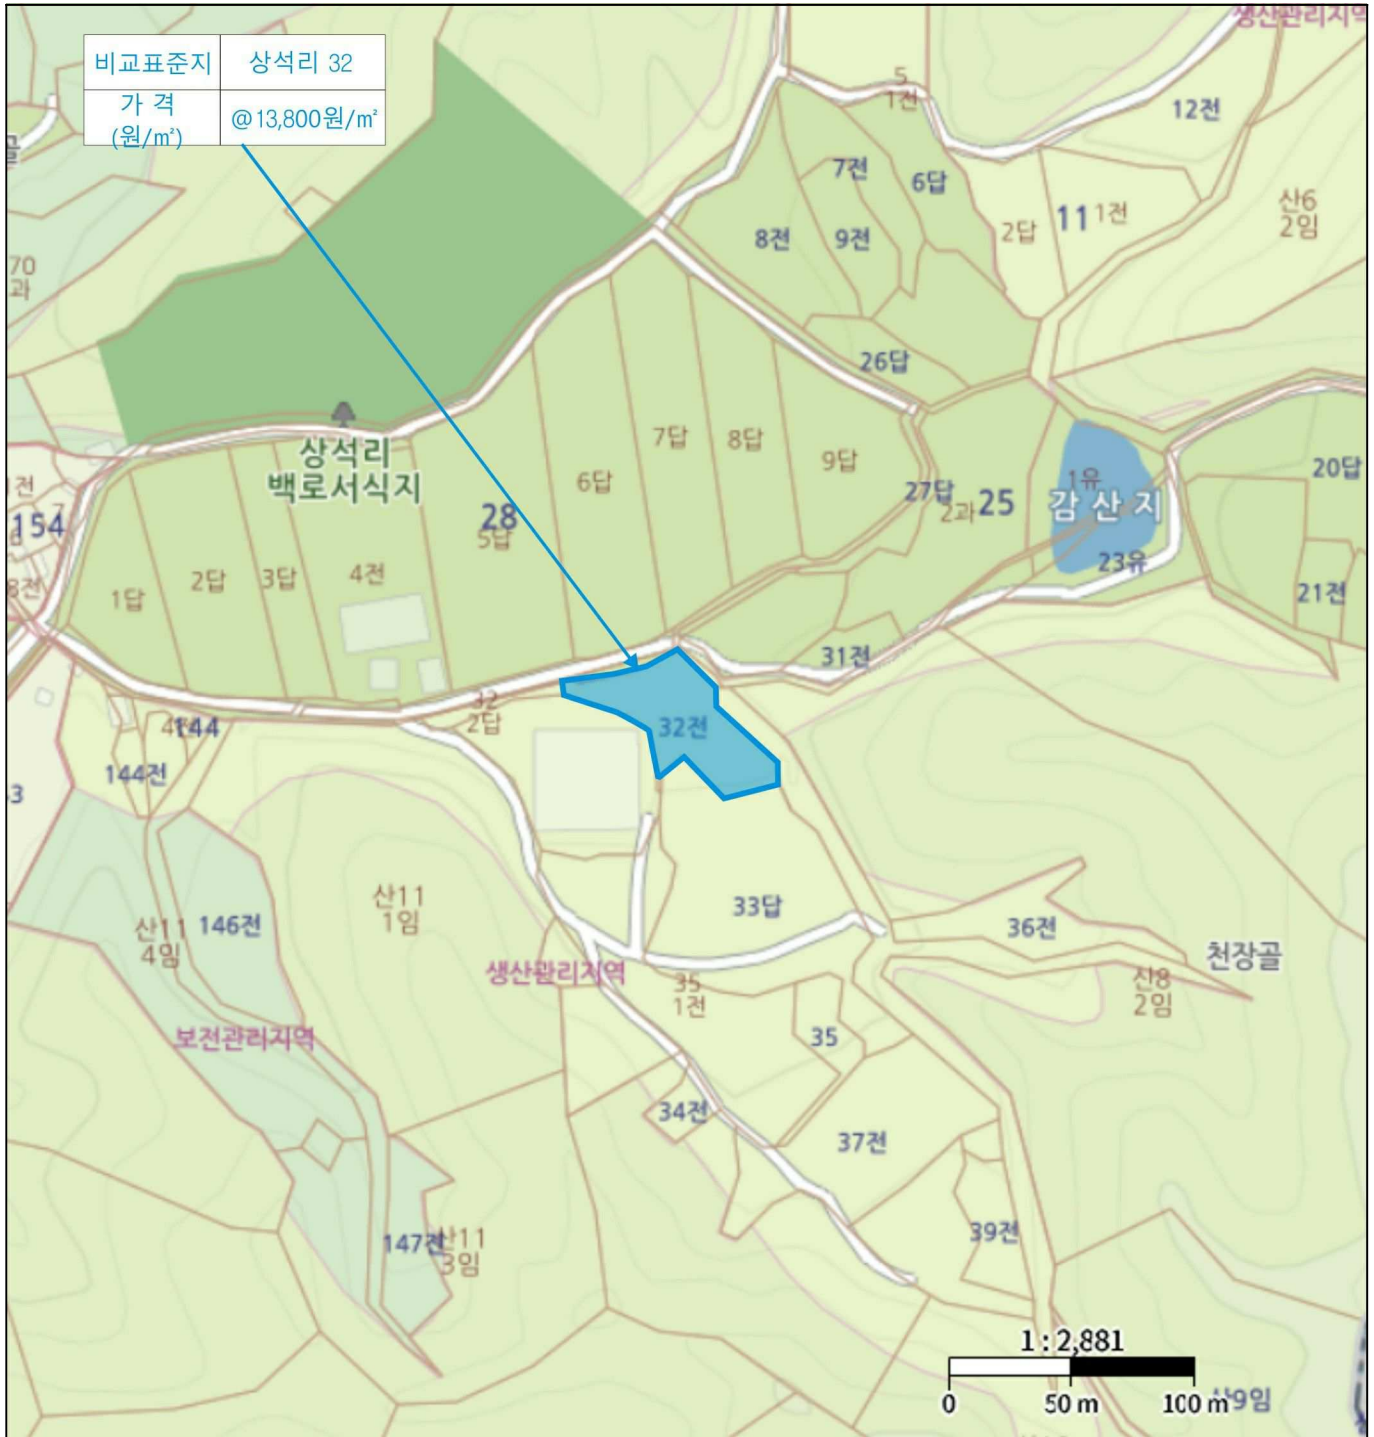 생산관리지역
비교표준지 상석리 32
가 격
(원/㎡)
@13,800원/㎡
5
1전
12전
골
7전
6답
산6
2임
11 1전
2답
8전
9전
70
과
26답
7답
8답
9답
6답
상석리
백로서식지
1전
154
28
5답
27답
2과
25
1유
감 산 지
20답
23유
21전
8전
1답
2답
3답
4전
31전
32
2답
32전
144
144전
3
산11
1임
산11
4임
146전
33답
36전
천장골
생산관리지역
35
1전
산8
2임
보전관리지역
35
34전
37전
39전
147전
산11
3임
1 : 2,881
0 50 m 100 m
산9임